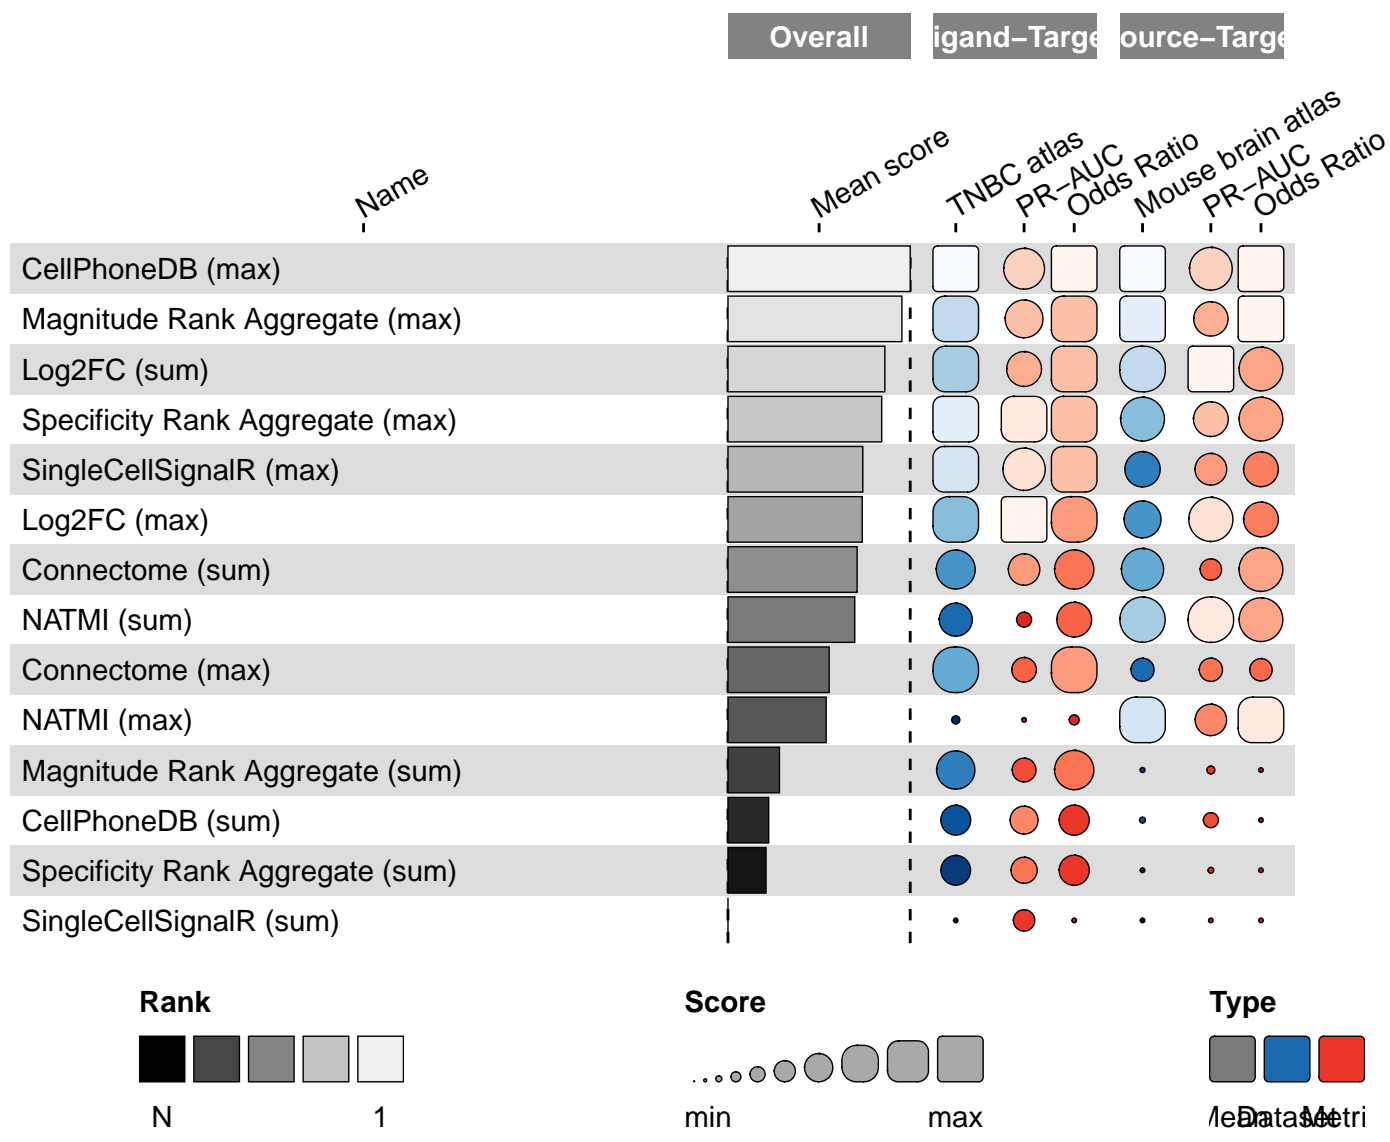 Overall
igand–Targe
ource–Targe
Name
Mean score
TNBC atlas
PR–AUC
Odds Ratio
Mouse brain atlas
PR–AUC
Odds Ratio
CellPhoneDB (max)
Magnitude Rank Aggregate (max)
Log2FC (sum)
Specificity Rank Aggregate (max)
SingleCellSignalR (max)
Log2FC (max)
Connectome (sum)
NATMI (sum)
Connectome (max)
NATMI (max)
Magnitude Rank Aggregate (sum)
CellPhoneDB (sum)
Specificity Rank Aggregate (sum)
SingleCellSignalR (sum)
Rank
N 1
Score
min max
Type
Mean Dataset Metri